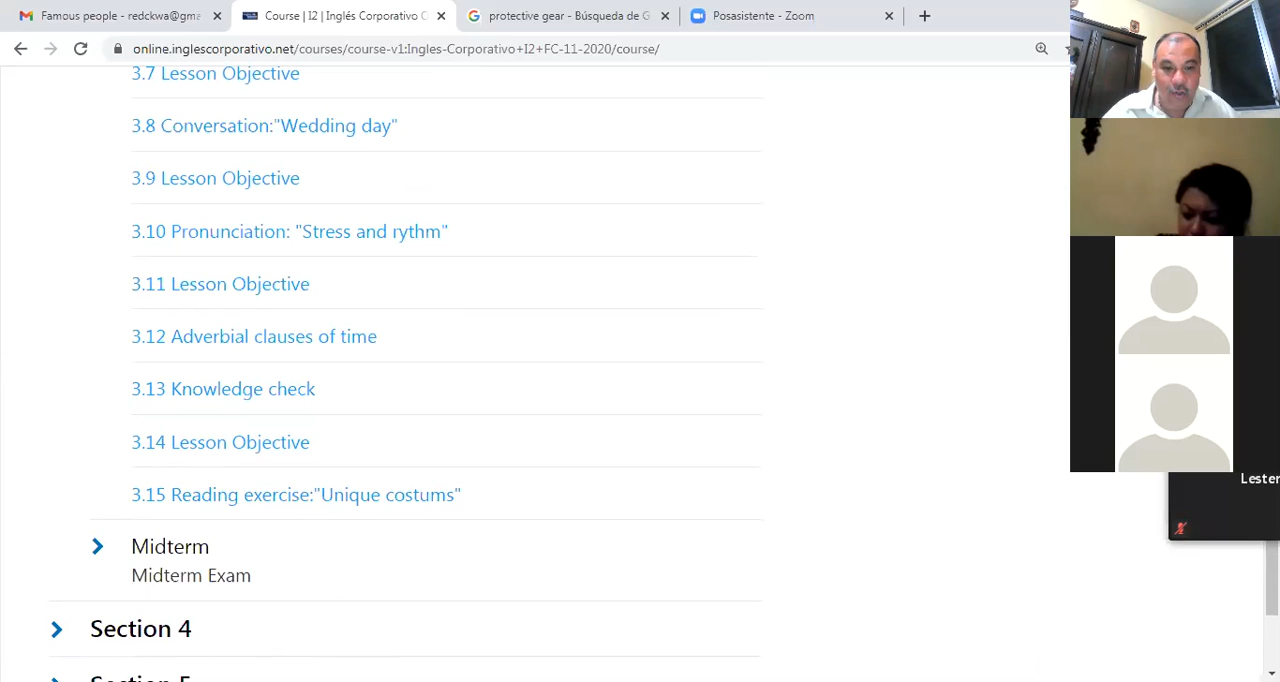 Famous people - redckwa@gma
Course | I2 | Inglés Corporativo C
protective gear - Búsqueda de G
Posasistente - Zoom
online.inglescorporativo.net/courses/course-v1:Ingles-Corporativo+I2+FC-11-2020/course/
3.7 Lesson Objective
3.8 Conversation:"Wedding day"
3.9 Lesson Objective
3.10 Pronunciation: "Stress and rythm"
3.11 Lesson Objective
3.12 Adverbial clauses of time
3.13 Knowledge check
3.14 Lesson Objective
3.15 Reading exercise:"Unique costums"
Lester
Midterm
Midterm Exam
Section 4
Section 5